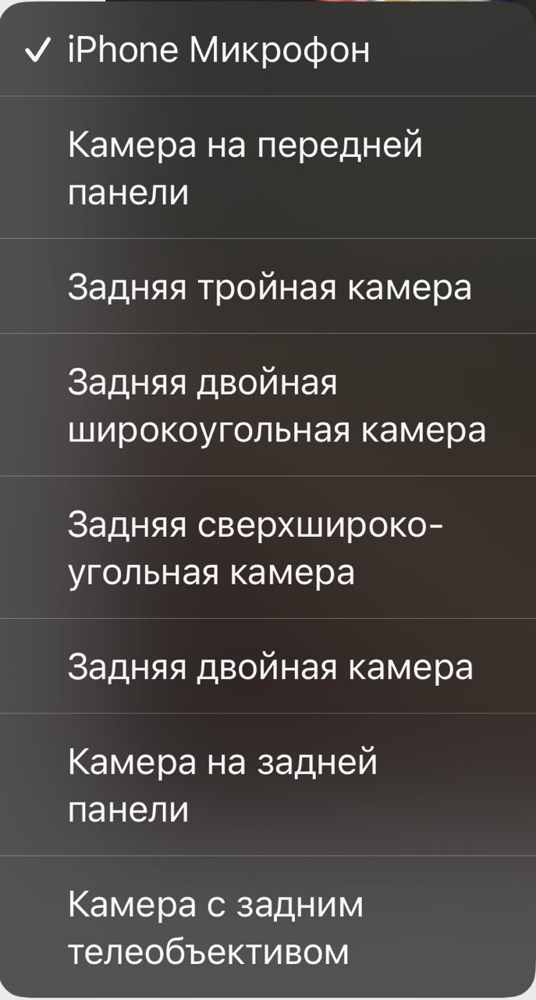 iPhone Микрофон
Камера на передней
панели
Задняя тройная камера
Задняя двойная
широкоугольная камера
Задняя сверхшироко-
угольная камера
Задняя двойная камера
Камера на задней
панели
Камера с задним
телеобъективом